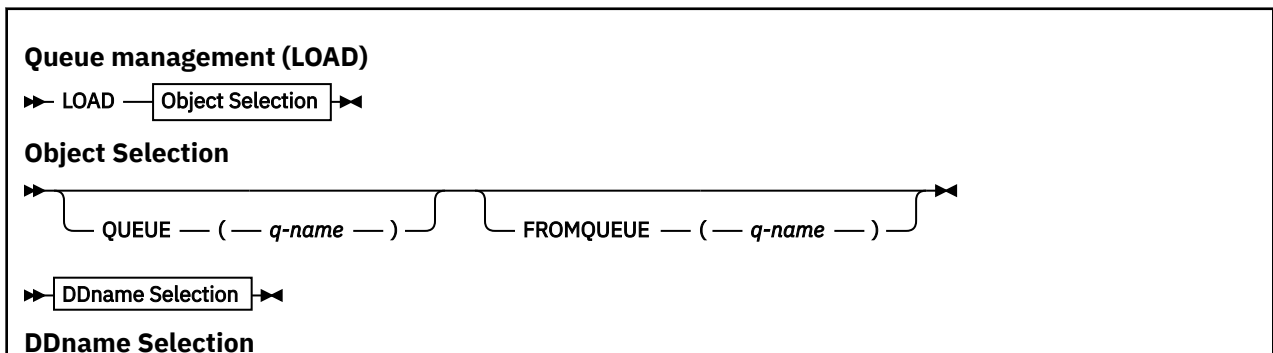 Queue management (LOAD)
LOAD Object Selection
Object Selection
QUEUE ( q-name ) FROMQUEUE ( q-name )
DDname Selection
DDname Selection